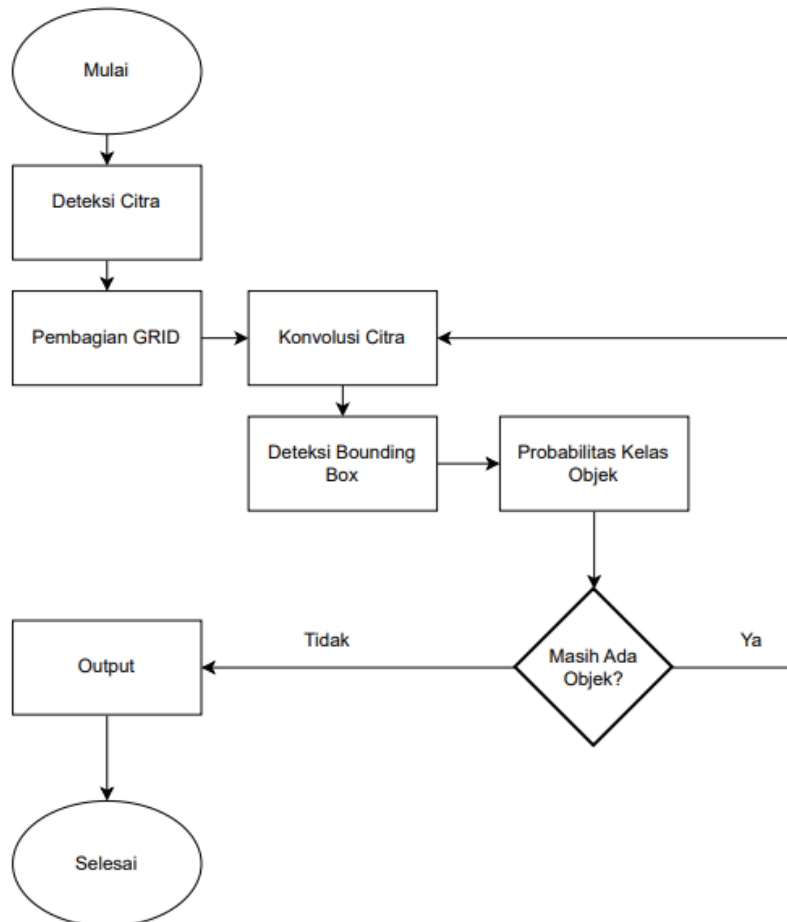 Mulai
Deteksi Citra
Pembagian GRID
Konvolusi Citra
Deteksi Bounding
Box
Probabilitas Kelas
Objek
Masih Ada
Objek?
Tidak
Ya
Output
Selesai